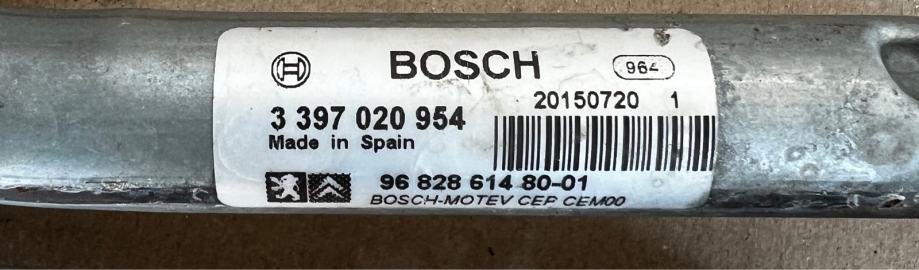 BOSCH
964
20150720 1
3 397 020 954
Made in Spain
96 828 614 80-01
BOSCH-MOTEV CEP CEM00